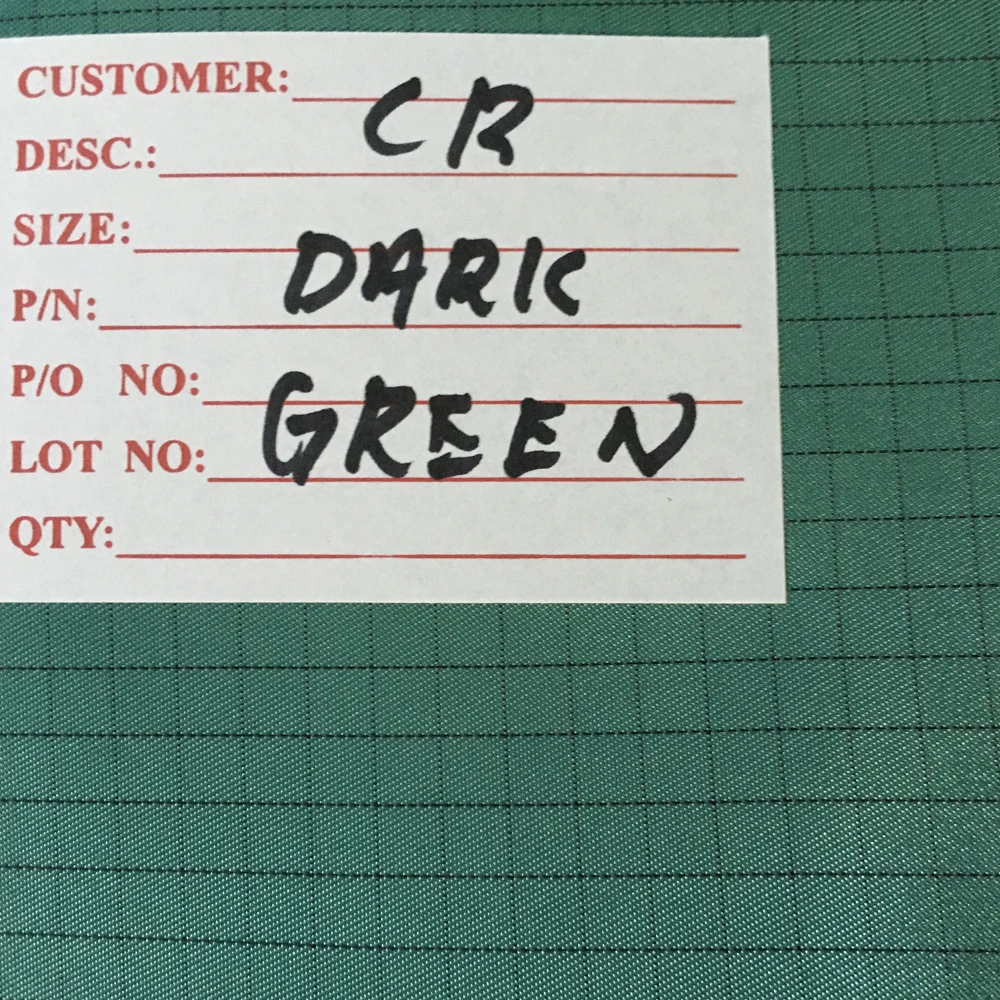 CUSTOMER:
CR
DESC.:
SIZE:
DARK
P/N:
P/O NO:
GREEN
LOT NO:
QTY: